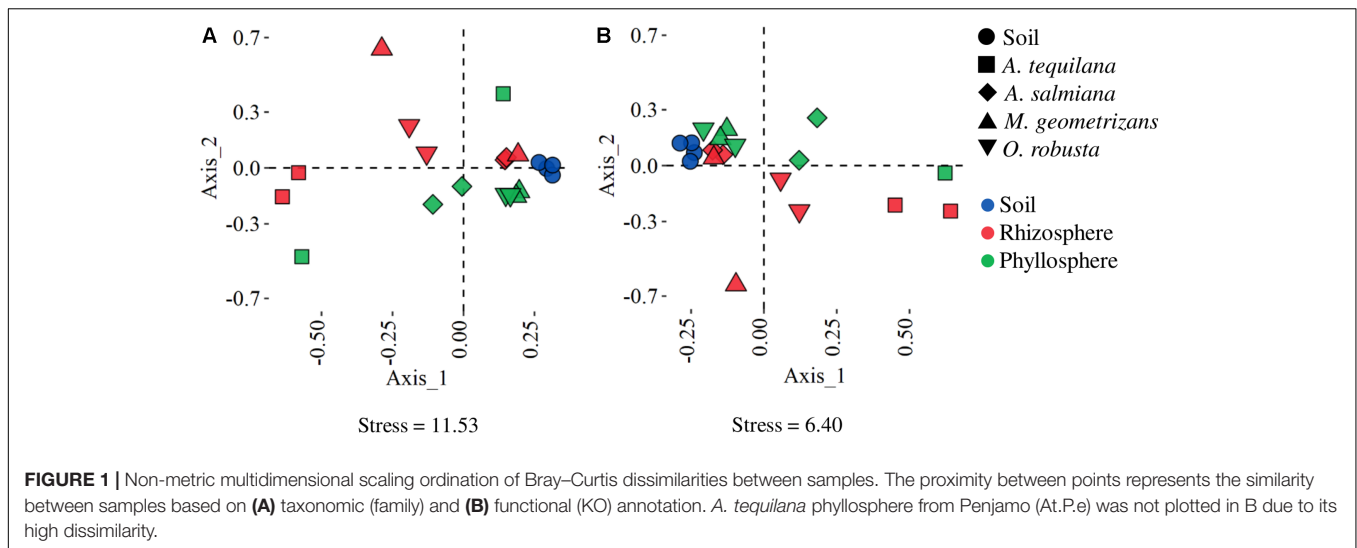 A
0.7
0.3
0.0
-0.3
-0.7
Axis_2
-0.50
-0.25
0.00
0.25
Axis_1
Stress = 11.53
B
0.7
0.3
0.0
-0.3
-0.7
Axis_2
-0.25
0.00
0.25
0.50
Axis_1
Stress = 6.40
Soil
A. tequilana
A. salmiana
M. geometrizans
O. robusta
Soil
Rhizosphere
Phyllosphere
FIGURE 1 | Non-metric multidimensional scaling ordination of Bray–Curtis dissimilarities between samples. The proximity between points represents the similarity
between samples based on (A) taxonomic (family) and (B) functional (KO) annotation. A. tequilana phyllosphere from Penjamo (At.P.e) was not plotted in B due to its
high dissimilarity.